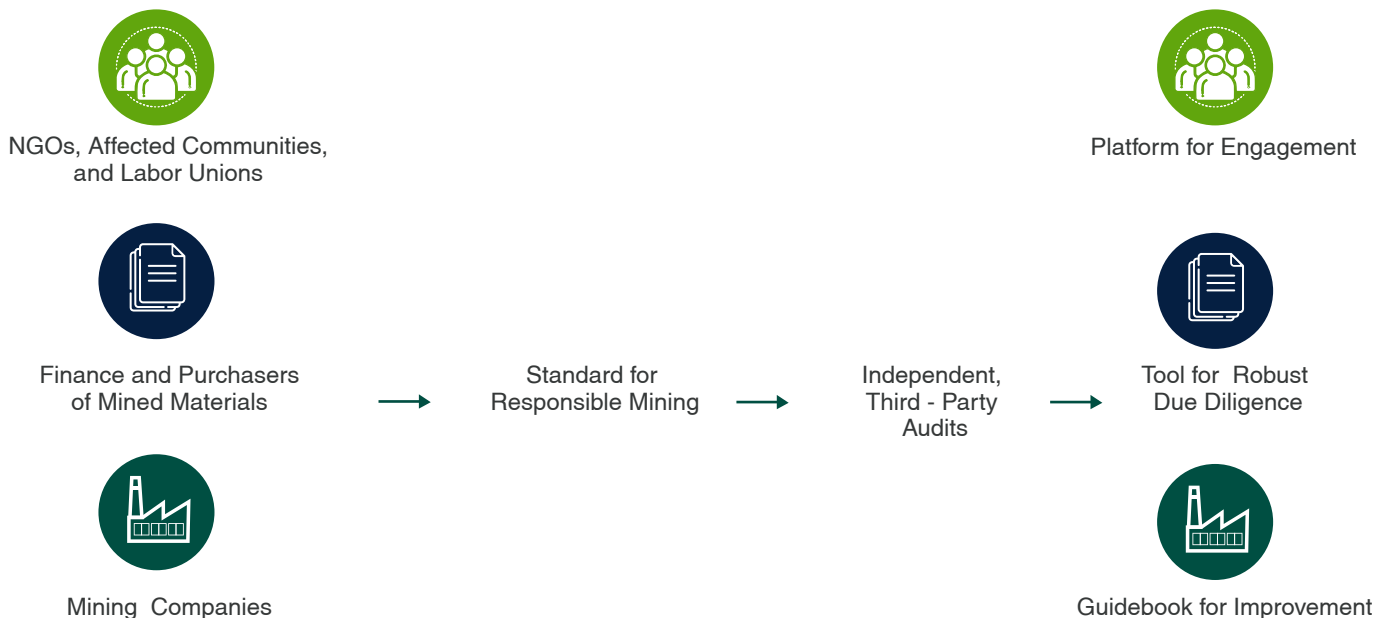 NGOs, Affected Communities,
and Labor Unions
Platform for Engagement
Finance and Purchasers
of Mined Materials
Standard for
Responsible Mining
Independent,
Third - Party
Audits
Tool for Robust
Due Diligence
Mining Companies
Guidebook for Improvement